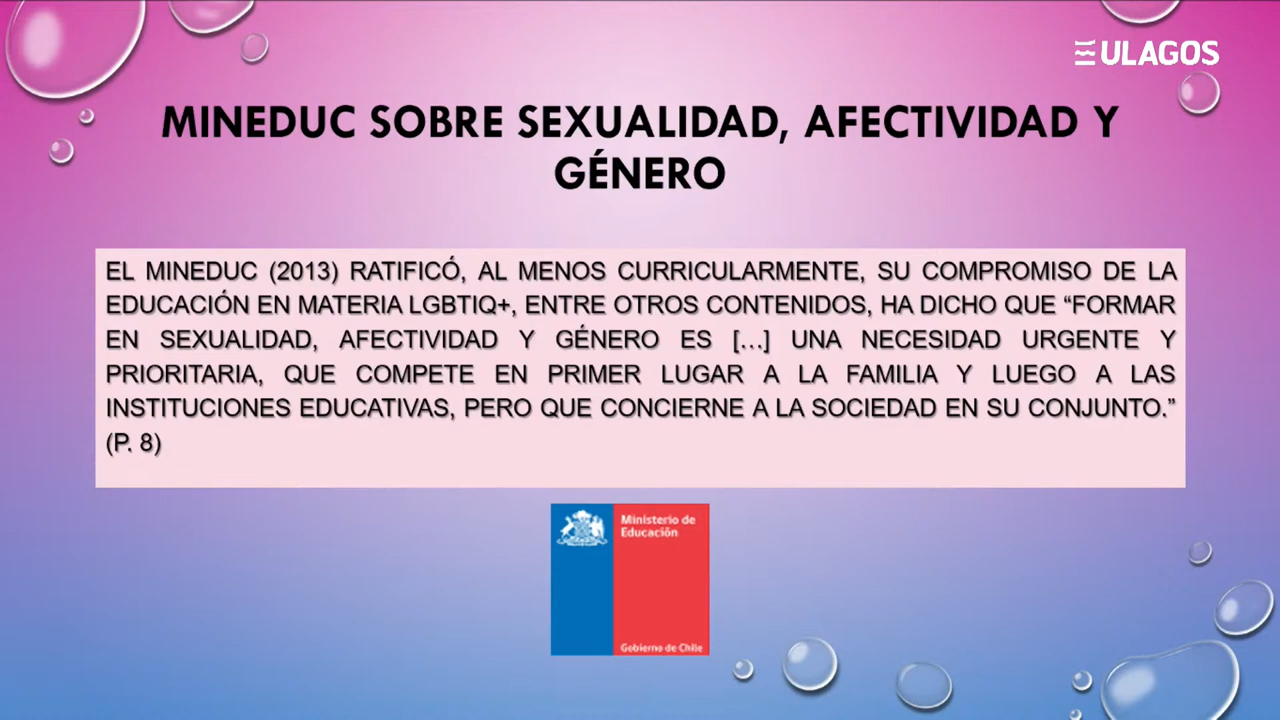 ULAGOS
MINEDUC SOBRE SEXUALIDAD, AFECTIVIDAD Y
GÉNERO
EL MINEDUC (2013) RATIFICÓ, AL MENOS CURRICULARMENTE, SU COMPROMISO DE LA
EDUCACIÓN EN MATERIA LGBTIQ+, ENTRE OTROS CONTENIDOS, HA DICHO QUE “FORMAR
EN SEXUALIDAD, AFECTIVIDAD Y GÉNERO ES […] UNA NECESIDAD URGENTE Y
PRIORITARIA, QUE COMPETE EN PRIMER LUGAR A LA FAMILIA Y LUEGO A LAS
INSTITUCIONES EDUCATIVAS, PERO QUE CONCIERNE A LA SOCIEDAD EN SU CONJUNTO.”
(P. 8)
Ministerio de
Educación
Gobierno de Chile